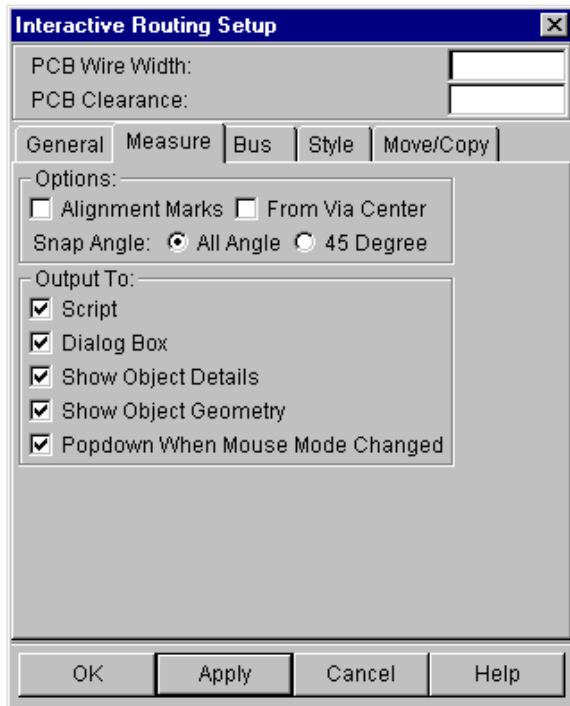 Interactive Routing Setup
PCB Wire Width:
PCB Clearance:
General Measure Bus Style Move/Copy
Options:
Alignment Marks From Via Center
Snap Angle: All Angle 45 Degree
Output To:
Script
Dialog Box
Show Object Details
Show Object Geometry
Popdown When Mouse Mode Changed
OK Apply Cancel Help